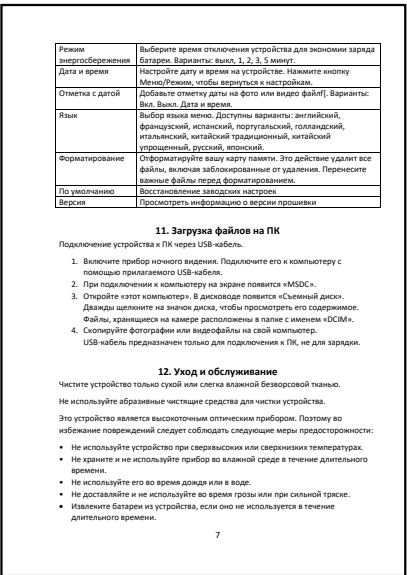 Режим Выберите время отключения устройства для экономии заряда
энергосбережения батареи. Варианты: выкл, 1, 2, 3, 5 минут.
Дата и время Настройте дату и время на устройстве. Нажмите кнопку
Меню/Режим, чтобы вернуться к настройкам.
Отметка с датой Добавьте отметку даты на фото или видео файл[. Варианты:
Вкл. Выкл. Дата и время.
Язык Выбор языка меню. Доступны варианты: английский,
французский, испанский, португальский, голландский,
итальянский, китайский традиционный, китайский
упрощенный, русский, японский.
Форматирование Отформатируйте вашу карту памяти. Это действие удалит все
файлы, включая заблокированные от удаления. Перенесите
важные файлы перед форматированием.
По умолчанию Восстановление заводских настроек
Версия Просмотреть информацию о версии прошивки
11. Загрузка файлов на ПК
Подключение устройства к ПК через USB-кабель.
1. Включите прибор ночного видения. Подключите его к компьютеру с
помощью прилагаемого USB-кабеля.
2. При подключении к компьютеру на экране появится «MSDC».
3. Откройте «этот компьютер». В дисководе появится «Съемный диск».
Дважды щелкните на значок диска, чтобы просмотреть его содержимое.
Файлы, хранящиеся на камере расположены в папке с именем «DCIM».
4. Скопируйте фотографии или видеофайлы на свой компьютер.
USB-кабель предназначен только для подключения к ПК, не для зарядки.
12. Уход и обслуживание
Чистите устройство только сухой или слегка влажной безворсовой тканью.
Не используйте абразивные чистящие средства для чистки устройства.
Это устройство является высокоточным оптическим прибором. Поэтому во
избежание повреждений следует соблюдать следующие меры предосторожности:
• Не используйте устройство при сверхвысоких или сверхнизких температурах.
• Не храните и не используйте прибор во влажной среде в течение длительного
времени.
• Не используйте его во время дождя или в воде.
• Не доставляйте и не используйте во время грозы или при сильной тряске.
• Извлеките батареи из устройства, если оно не используется в течение
длительного времени.
7